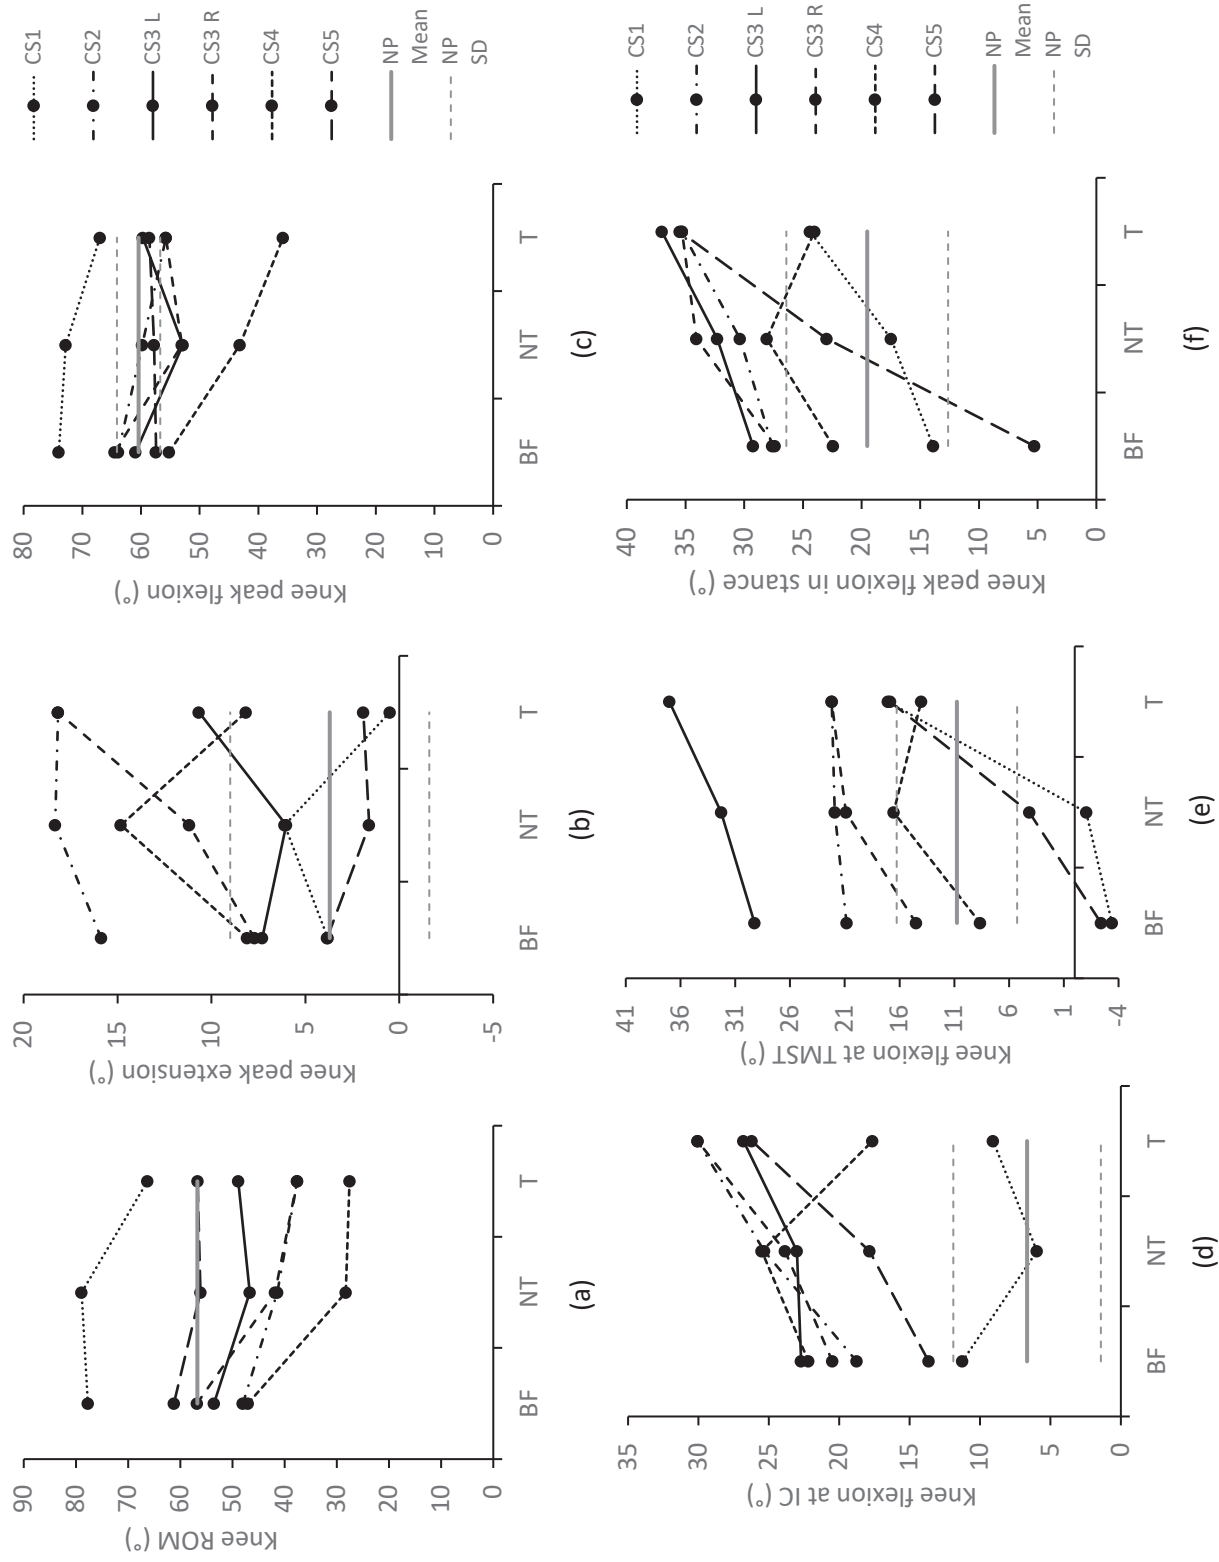 Knee ROM (°)
90
80
70
60
50
40
30
20
10
0
BF
NT
T
(a)
Knee peak extension (°)
20
15
10
5
0
-5
BF
NT
T
(b)
Knee peak flexion (°)
80
70
60
50
40
30
20
10
0
BF
NT
T
(c)
CS1
CS2
CS3 L
CS3 R
CS4
CS5
NP
Mean
NP
SD
Knee flexion at IC (°)
35
30
25
20
15
10
5
0
BF
NT
T
(d)
Knee flexion at TMST (°)
41
36
31
26
21
16
11
6
1
-4
BF
NT
T
(e)
Knee peak flexion in stance (°)
40
35
30
25
20
15
10
5
0
BF
NT
T
(f)
CS1
CS2
CS3 L
CS3 R
CS4
CS5
NP
Mean
NP
SD